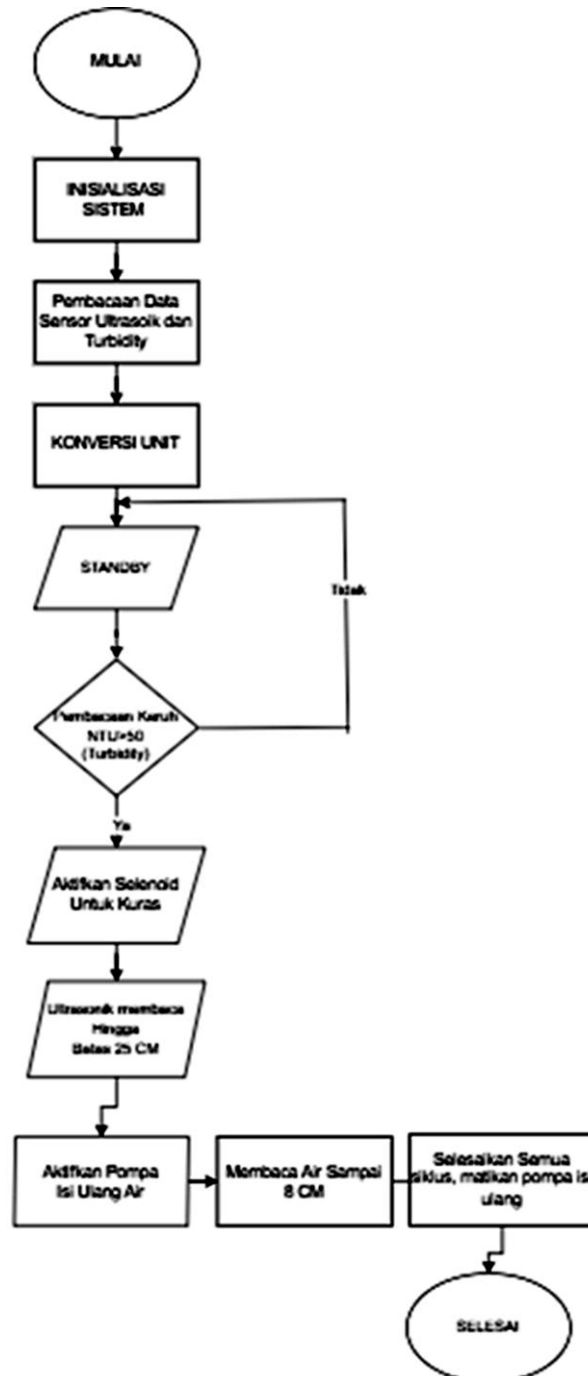 MULAI
INISIALISASI
SISTEM
Pembacaan Data
Sensor Ultrasoik dan
Turbidity
KONVERSI UNIT
STANDBY
Tidak
Pembacaan Keruh
NTU>50
(Turbidity)
Ya
Aktifkan Selenoid
Untuk Kuras
Ultrasonik membaca
Hingga
Batas 25 CM
Aktifkan Pompa
Isi Ulang Air
Membaca Air Sampai
8 CM
Selesaikan Semua
siklus, matikan pompa is
ulang
SELESAI